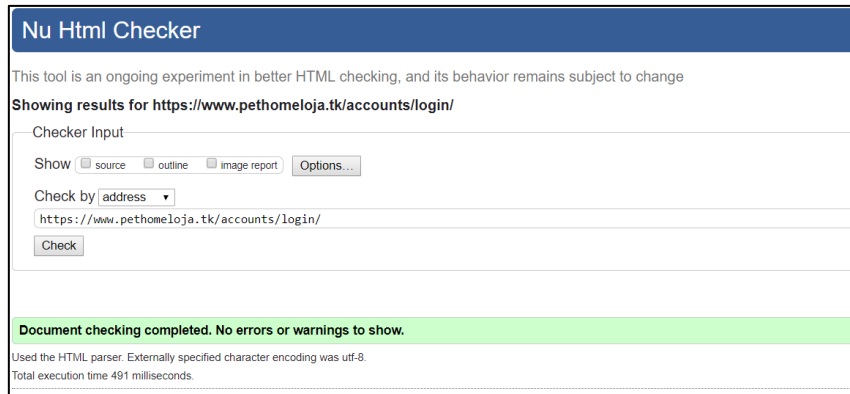 Nu Html Checker
This tool is an ongoing experiment in better HTML checking, and its behavior remains subject to change
Showing results for https://www.pethomeloja.tk/accounts/login/
Checker Input
Show source outline image report Options...
Check by address
https://www.pethomeloja.tk/accounts/login/
Check
Document checking completed. No errors or warnings to show.
Used the HTML parser. Externally specified character encoding was utf-8.
Total execution time 491 milliseconds.